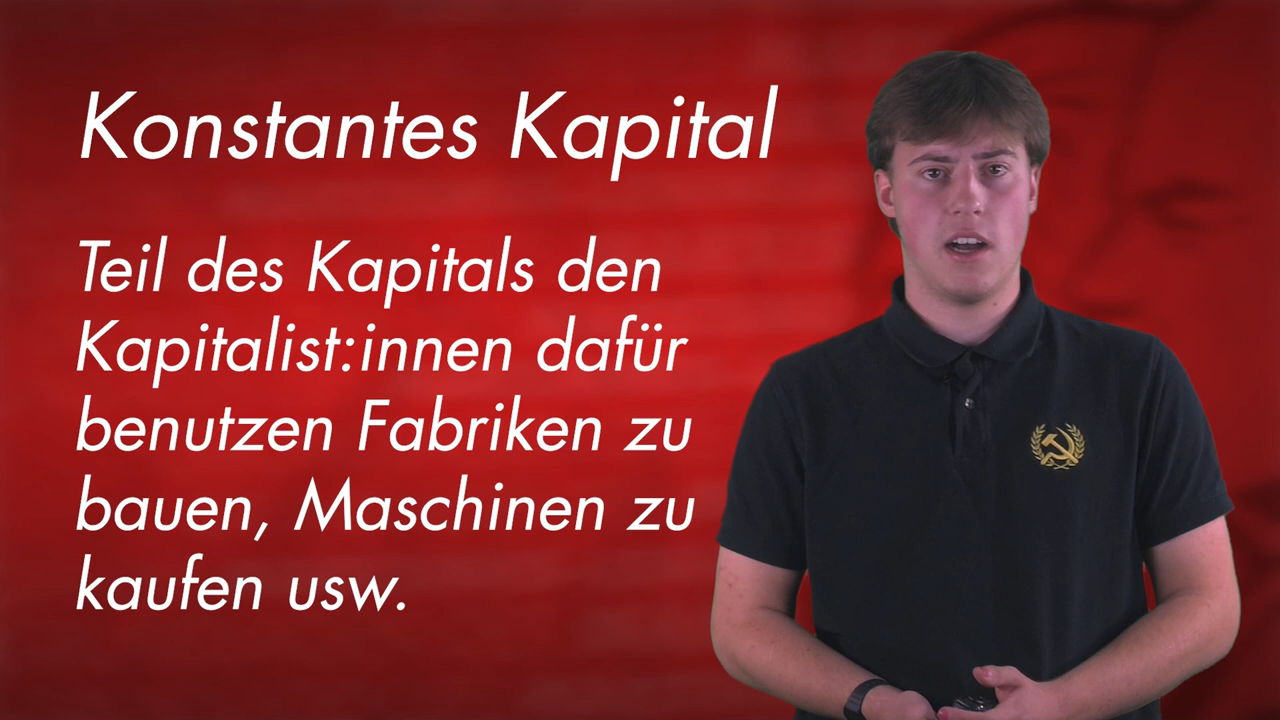 Konstantes Kapital
Teil des Kapitals den
Kapitalist:innen dafür
benutzen Fabriken zu
bauen, Maschinen zu
kaufen usw.